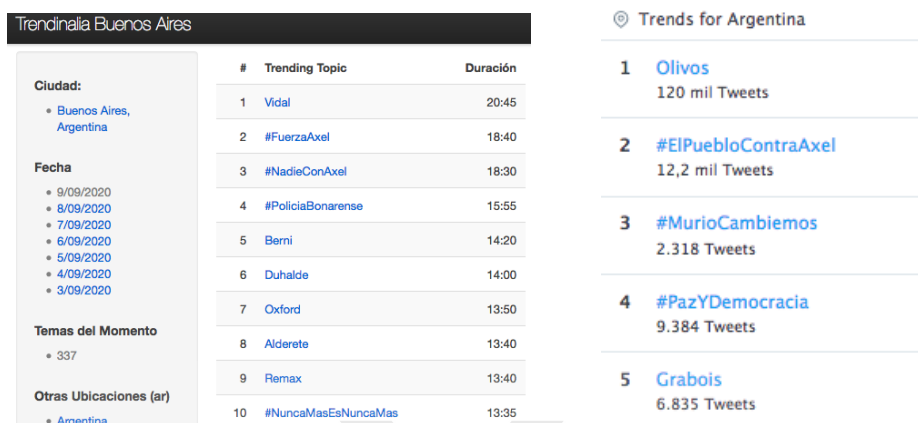 Trendinalia Buenos Aires
Ciudad:
Buenos Aires,
Argentina
Fecha
9/09/2020
8/09/2020
7/09/2020
6/09/2020
5/09/2020
4/09/2020
3/09/2020
Temas del Momento
337
Otras Ubicaciones (ar)
Argentina
# Trending Topic Duración
1 Vidal 20:45
2 #FuerzaAxel 18:40
3 #NadieConAxel 18:30
4 #PoliciaBonarense 15:55
5 Berni 14:20
6 Duhalde 14:00
7 Oxford 13:50
8 Alderete 13:40
9 Remax 13:40
10 #NuncaMasEsNuncaMas 13:35
Trends for Argentina
1 Olivos
120 mil Tweets
2 #ElPuebloContraAxel
12,2 mil Tweets
3 #MurioCambiemos
2.318 Tweets
4 #PazYDemocracia
9.384 Tweets
5 Grabois
6.835 Tweets